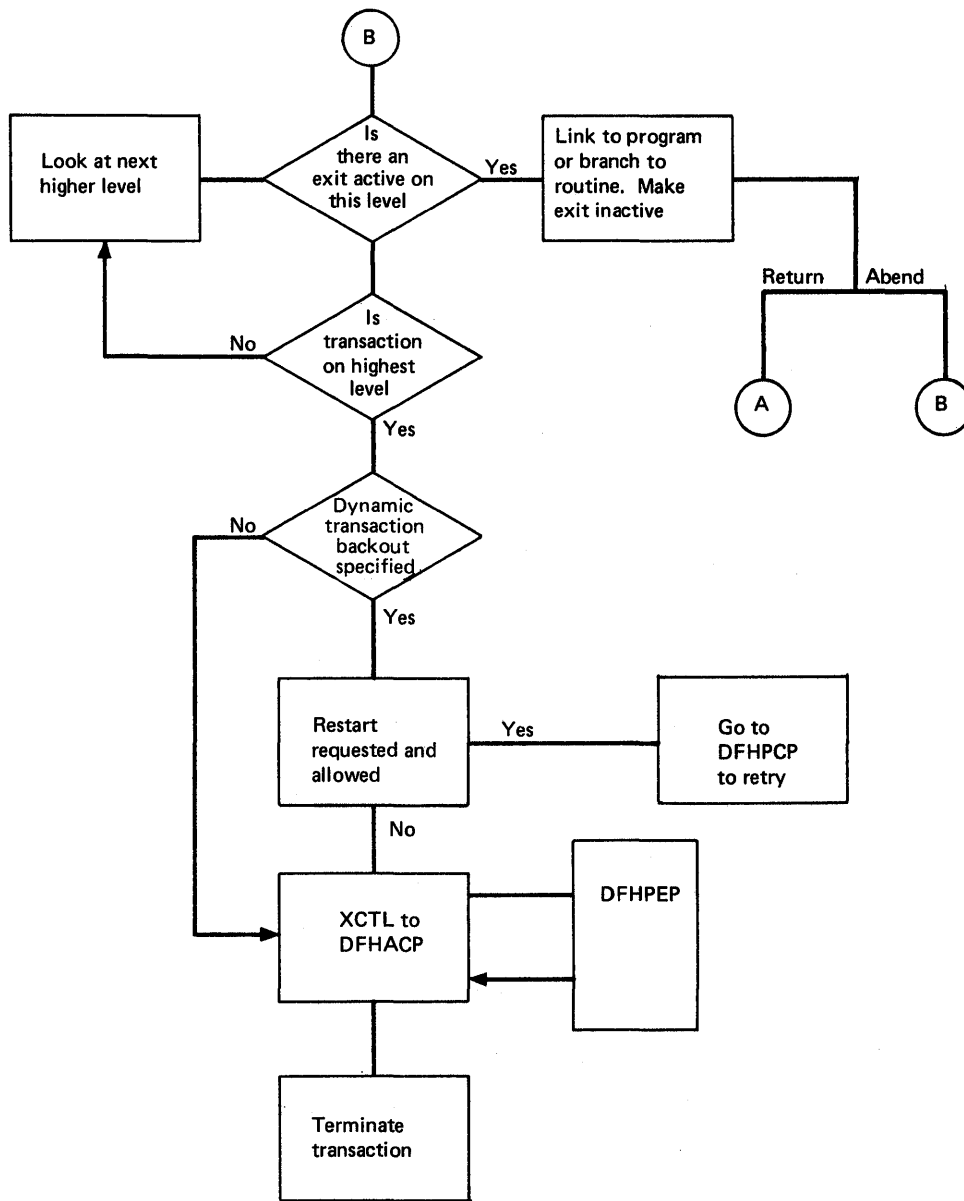 B
Look at next
higher level
Is
there an
exit active on
this level
Yes
Link to program
or branch to
routine. Make
exit inactive
Return
Abend
Is
transaction
on highest
level
No
A
B
Yes
Dynamic
transaction
backout
specified
No
Yes
Restart
requested and
allowed
Yes
Go to
DFHPCP
to retry
No
XCTL to
DFHACP
DFHPEP
Terminate
transaction